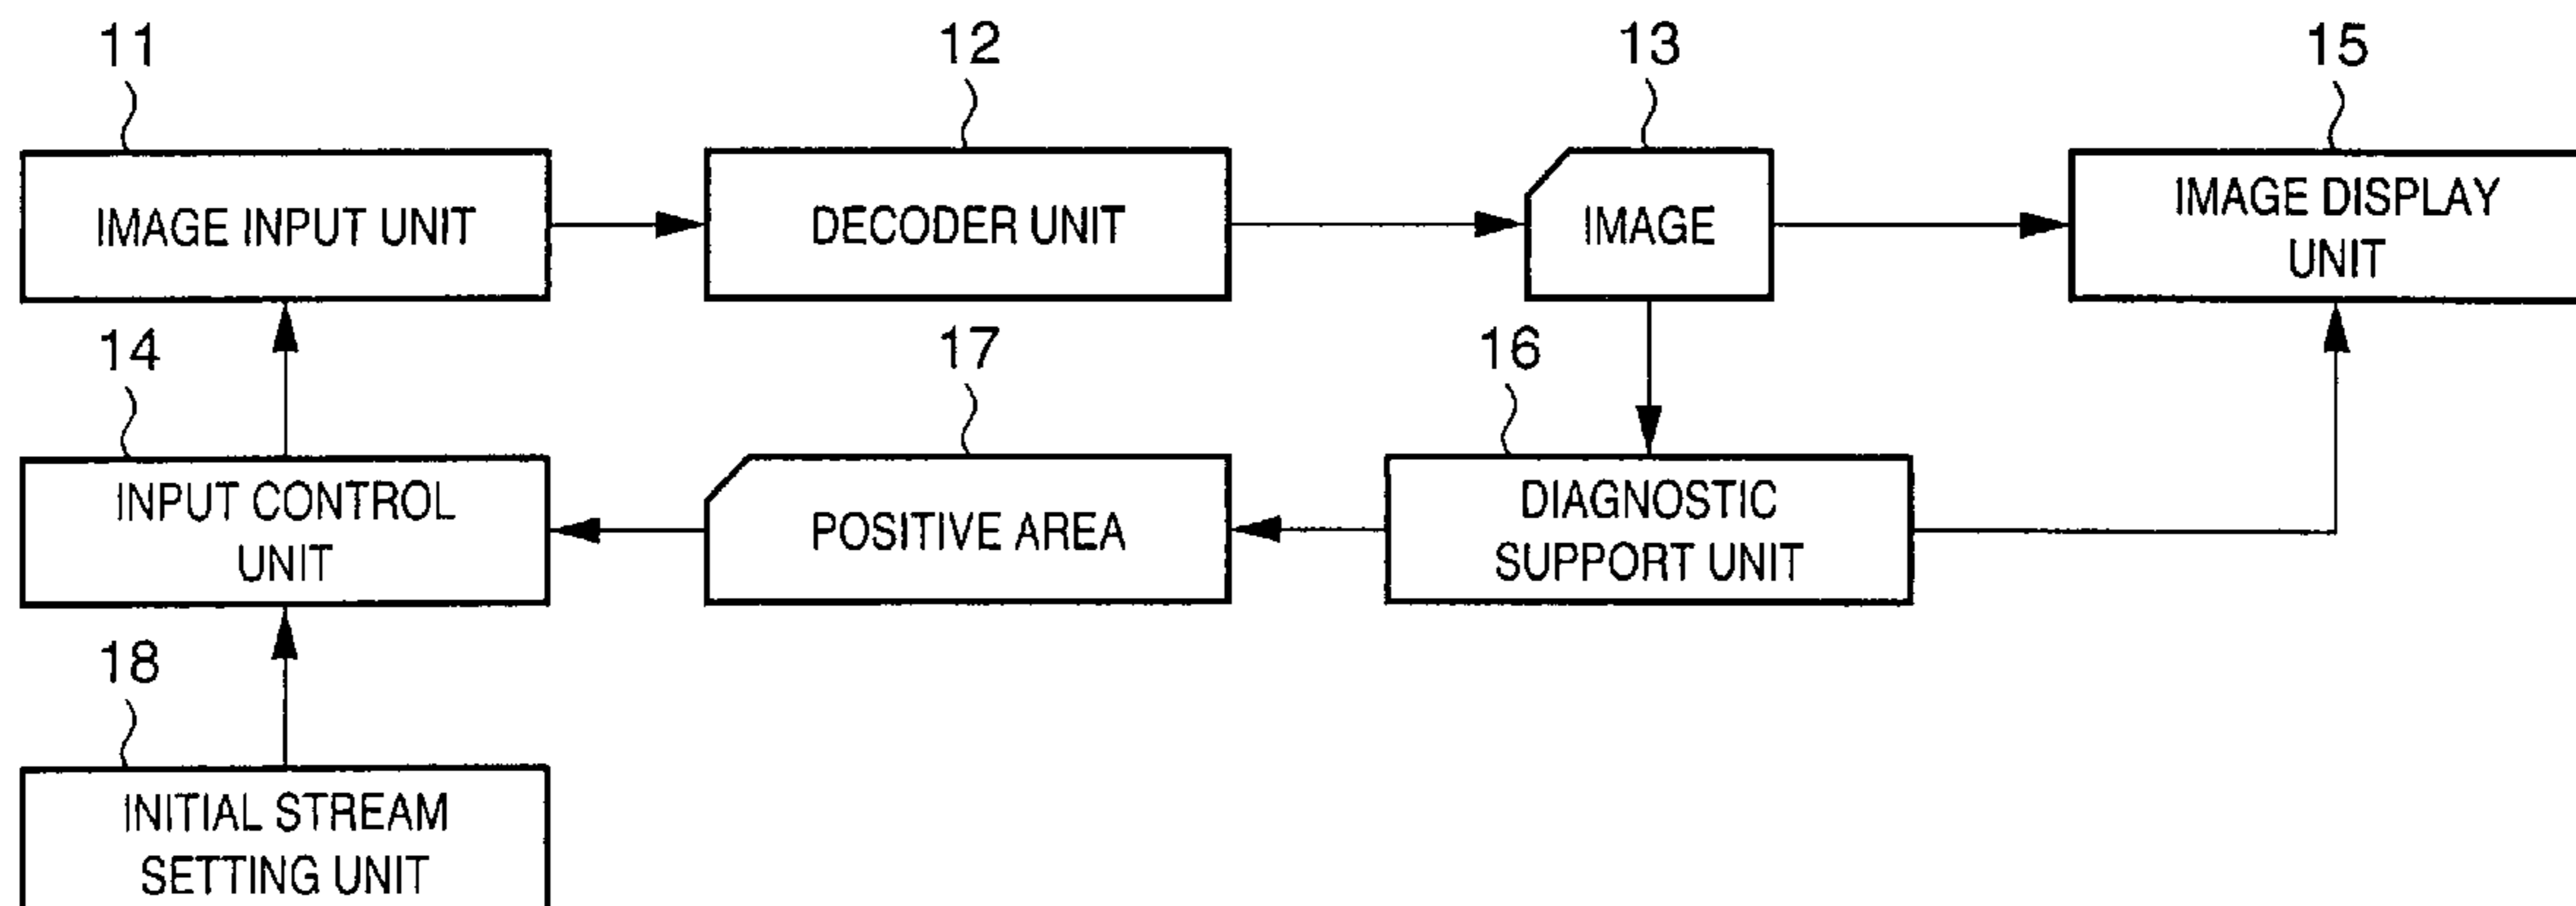 11
12
13
15
IMAGE INPUT UNIT
DECODER UNIT
IMAGE
IMAGE DISPLAY
UNIT
14
17
16
INPUT CONTROL
UNIT
POSITIVE AREA
DIAGNOSTIC
SUPPORT UNIT
18
INITIAL STREAM
SETTING UNIT